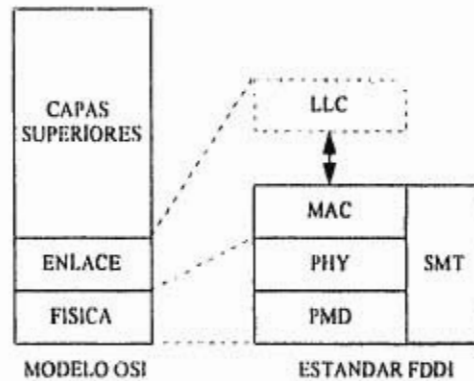 CAPAS
SUPERIORES
ENLACE
FISICA
MODELO OSI
LLC
MAC
PHY
SMT
PMD
ESTANDAR FDDI